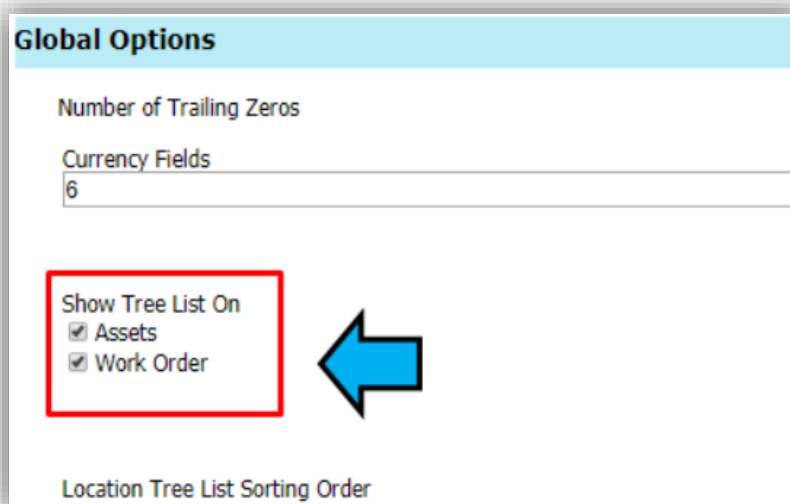 Global Options
Number of Trailing Zeros
Currency Fields
6
Show Tree List On
Assets
Work Order
Location Tree List Sorting Order